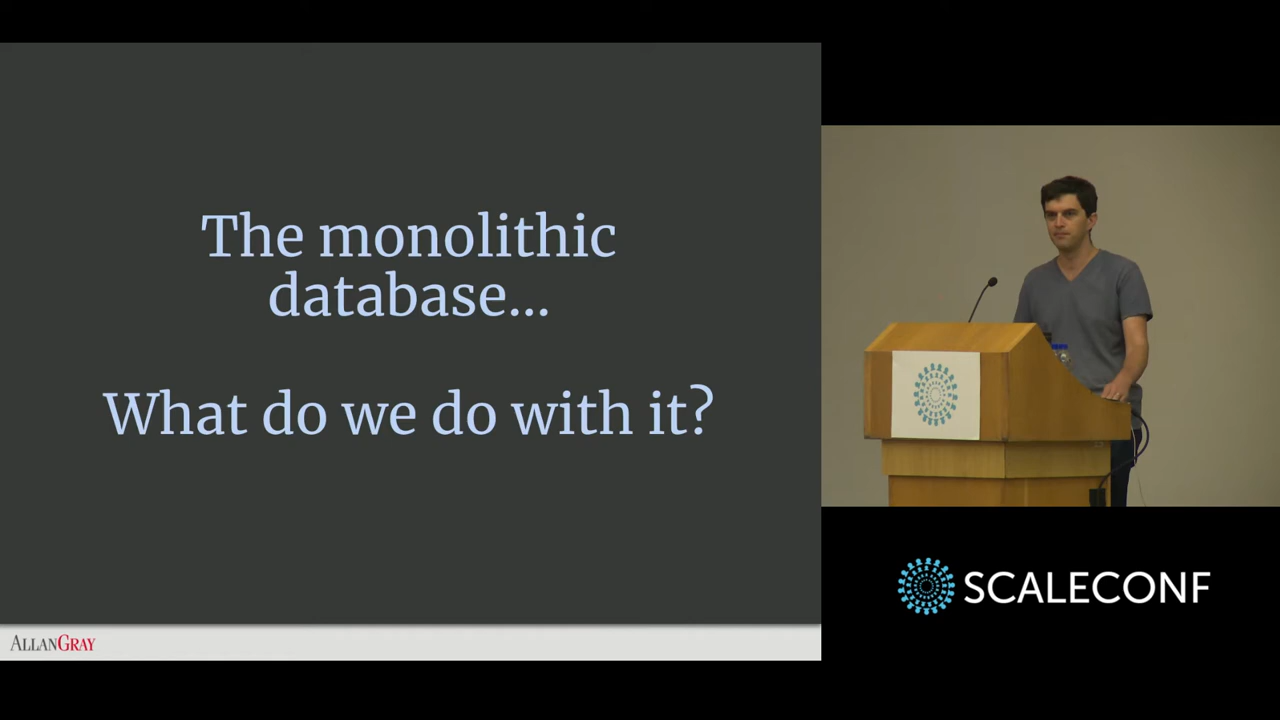 The monolithic
database...
What do we do with it?
ALLANGRAY
SCALECONF